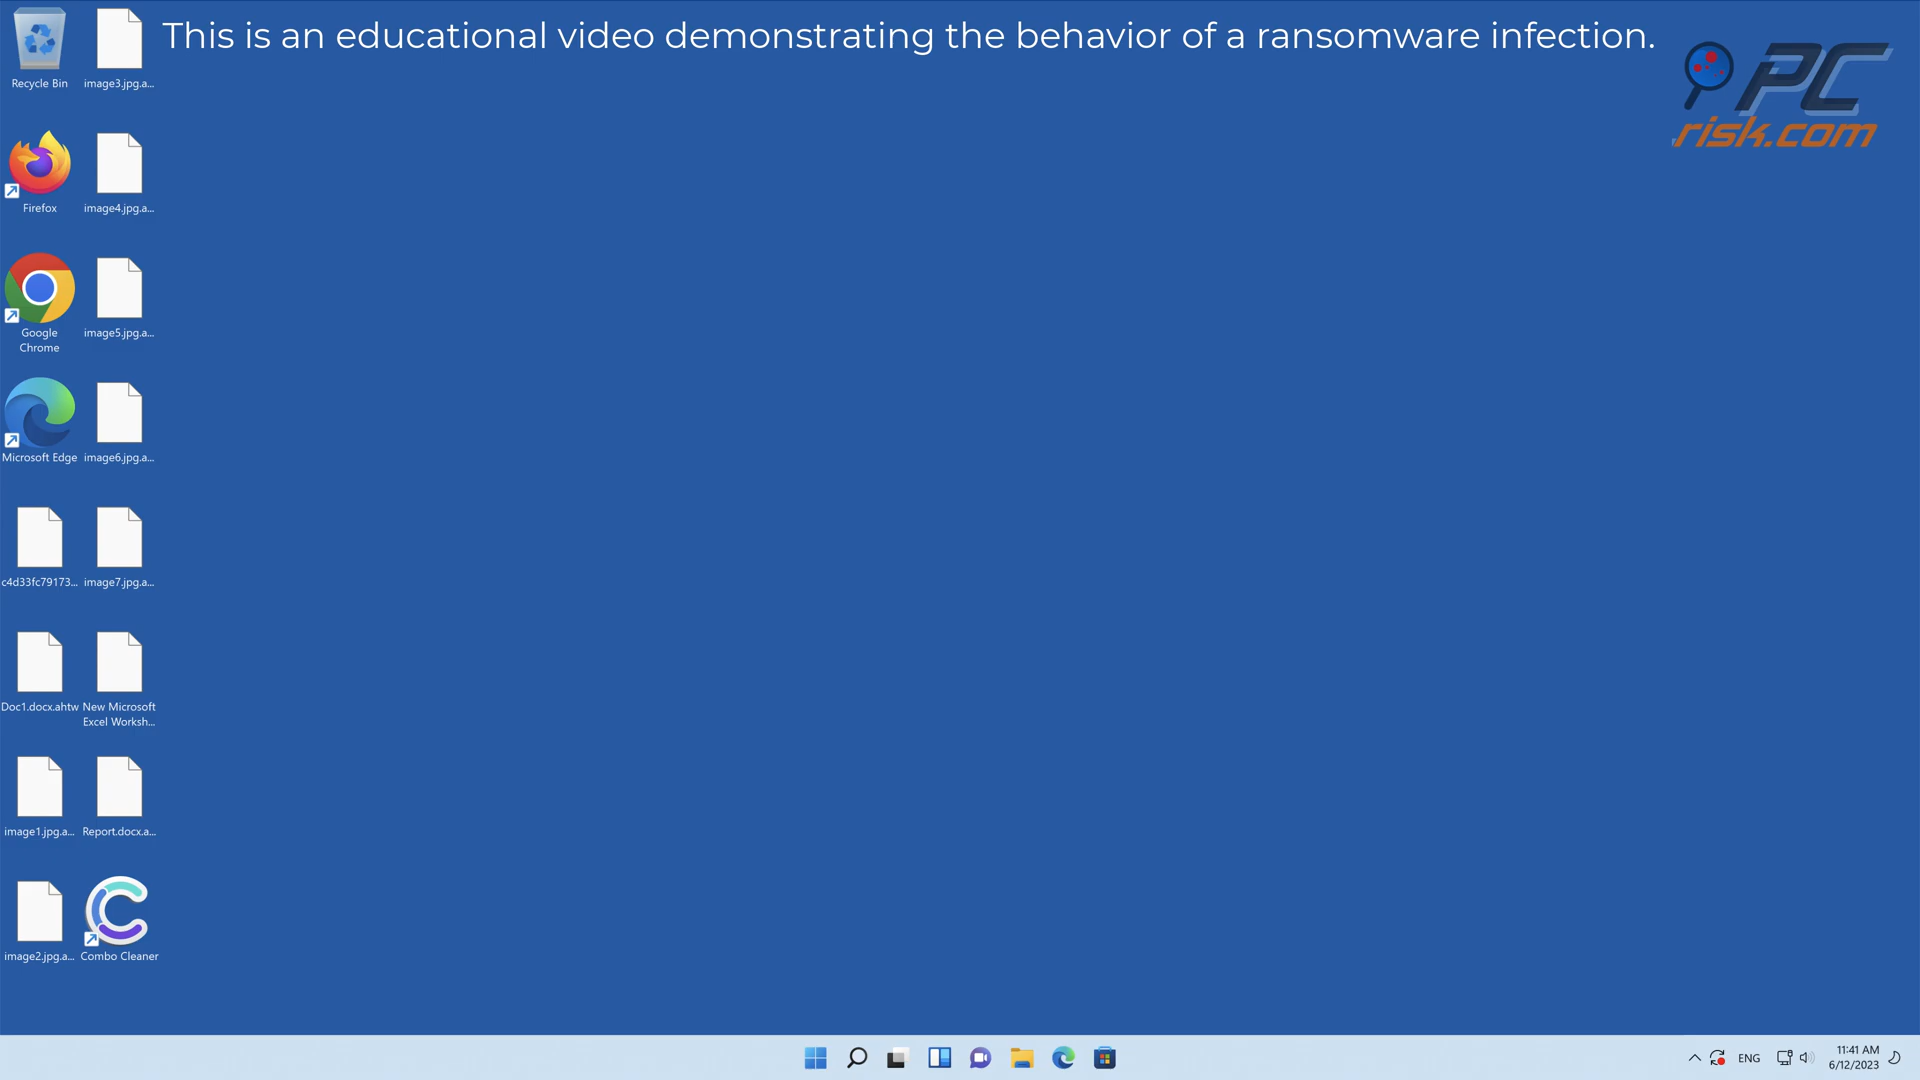 This is an educational video demonstrating the behavior of a ransomware infection.
PC
risk.com
Recycle Bin
image3.jpg.a...
Firefox
image4.jpg.a...
Google
Chrome
image5.jpg.a...
Microsoft Edge
image6.jpg.a...
c4d33fc79173...
image7.jpg.a...
Doc1.docx.ahtw
New Microsoft
Excel Worksh...
image1.jpg.a...
Report.docx.a...
image2.jpg.a...
Combo Cleaner
ENG
11:41 AM
6/12/2023